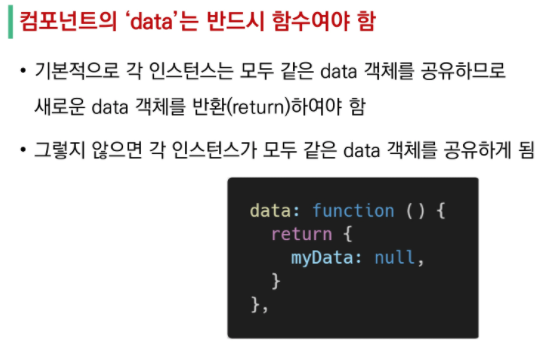 컴포넌트의 ‘data’는 반드시 함수여야 함
• 기본적으로 각 인스턴스는 모두 같은 data 객체를 공유하므로
새로운 data 객체를 반환(return)하여야 함
• 그렇지 않으면 각 인스턴스가 모두 같은 data 객체를 공유하게 됨
data: function () {
  return {
    myData: null,
  }
},